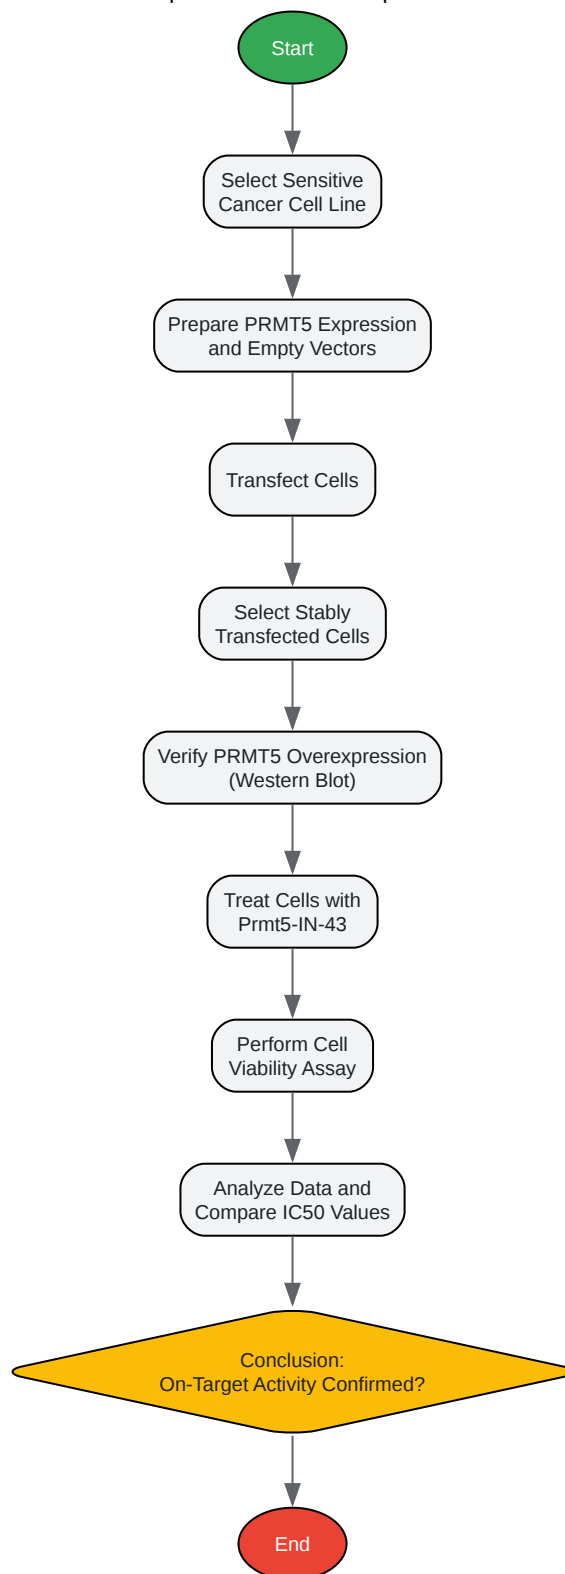 Start
Select Sensitive
Cancer Cell Line
Prepare PRMT5 Expression
and Empty Vectors
Transfect Cells
Select Stably
Transfected Cells
Verify PRMT5 Overexpression
(Western Blot)
Treat Cells with
Prmt5-IN-43
Perform Cell
Viability Assay
Analyze Data and
Compare IC50 Values
Conclusion:
On-Target Activity Confirmed?
End